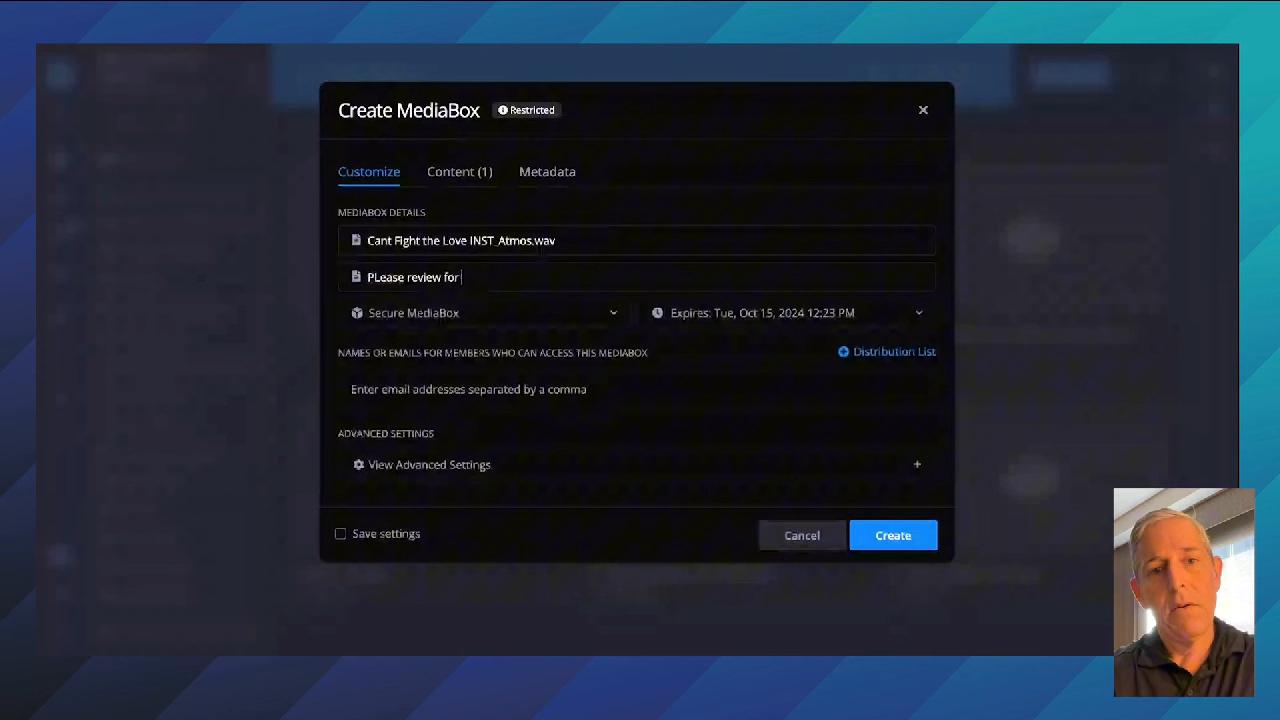 Create MediaBox
Restricted
Customize
Content (1)
Metadata
MEDIABOX DETAILS
Cant Fight the Love INST_Atmos.wav
PLease review for
Secure MediaBox
Expires: Tue, Oct 15, 2024 12:23 PM
NAMES OR EMAILS FOR MEMBERS WHO CAN ACCESS THIS MEDIABOX
Distribution List
Enter email addresses separated by a comma
ADVANCED SETTINGS
View Advanced Settings
Save settings
Cancel
Create